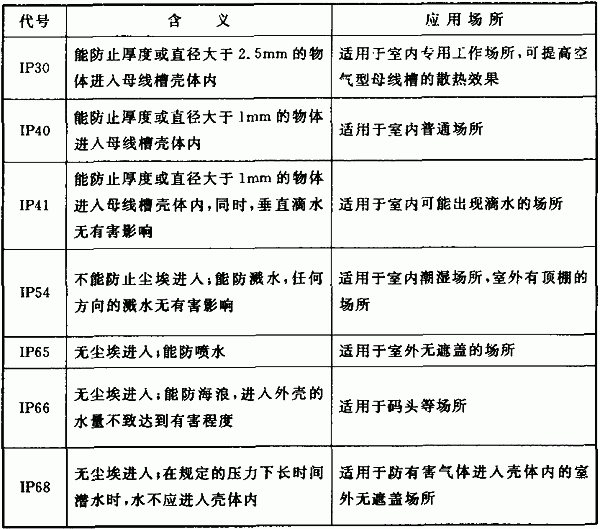 代号 含义 应用场所
IP30 能防止厚度或直径大于2.5mm的物体进入母线槽壳体内 适用于室内专用工作场所,可提高空气型母线槽的散热效果
IP40 能防止厚度或直径大于1mm的物体进入母线槽壳体内 适用于室内普通场所
IP41 能防止厚度或直径大于1mm的物体进入母线槽壳体内,同时,垂直滴水无有害影响 适用于室内可能出现滴水的场所
IP54 不能防止尘埃进入;能防溅水,任何方向的溅水无有害影响 适用于室内潮湿场所,室外有顶棚的场所
IP65 无尘埃进入;能防喷水 适用于室外无遮盖的场所
IP66 无尘埃进入;能防海浪,进入外壳的水量不致达到有害程度 适用于码头等场所
IP68 无尘埃进入;在规定的压力下长时间潜水时,水不应进入壳体内 适用于防有害气体进入壳体内的室外无遮盖场所